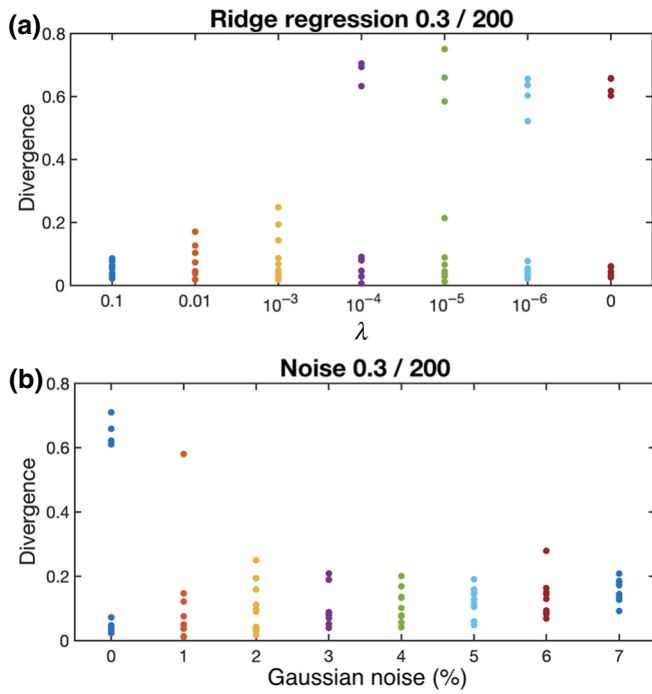 (a)
Ridge regression 0.3 / 200
0.8
0.6
0.4
0.2
0
Divergence
0.1 0.01 10⁻³ 10⁻⁴ 10⁻⁵ 10⁻⁶ 0
λ
(b)
Noise 0.3 / 200
0.8
0.6
0.4
0.2
0
Divergence
0 1 2 3 4 5 6 7
Gaussian noise (%)